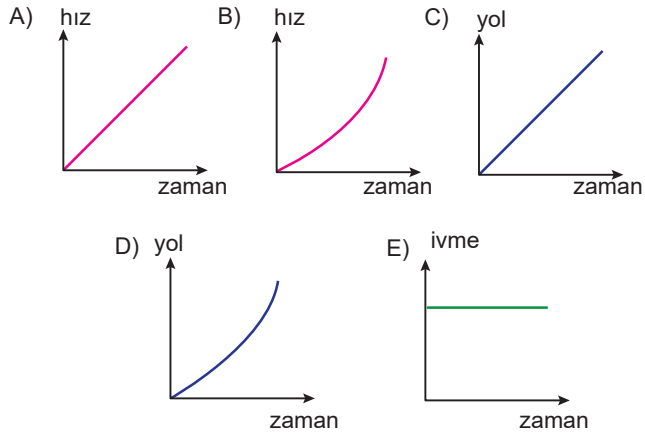 A) hız
zaman
B) hız
zaman
C) yol
zaman
D) yol
zaman
E) ivme
zaman